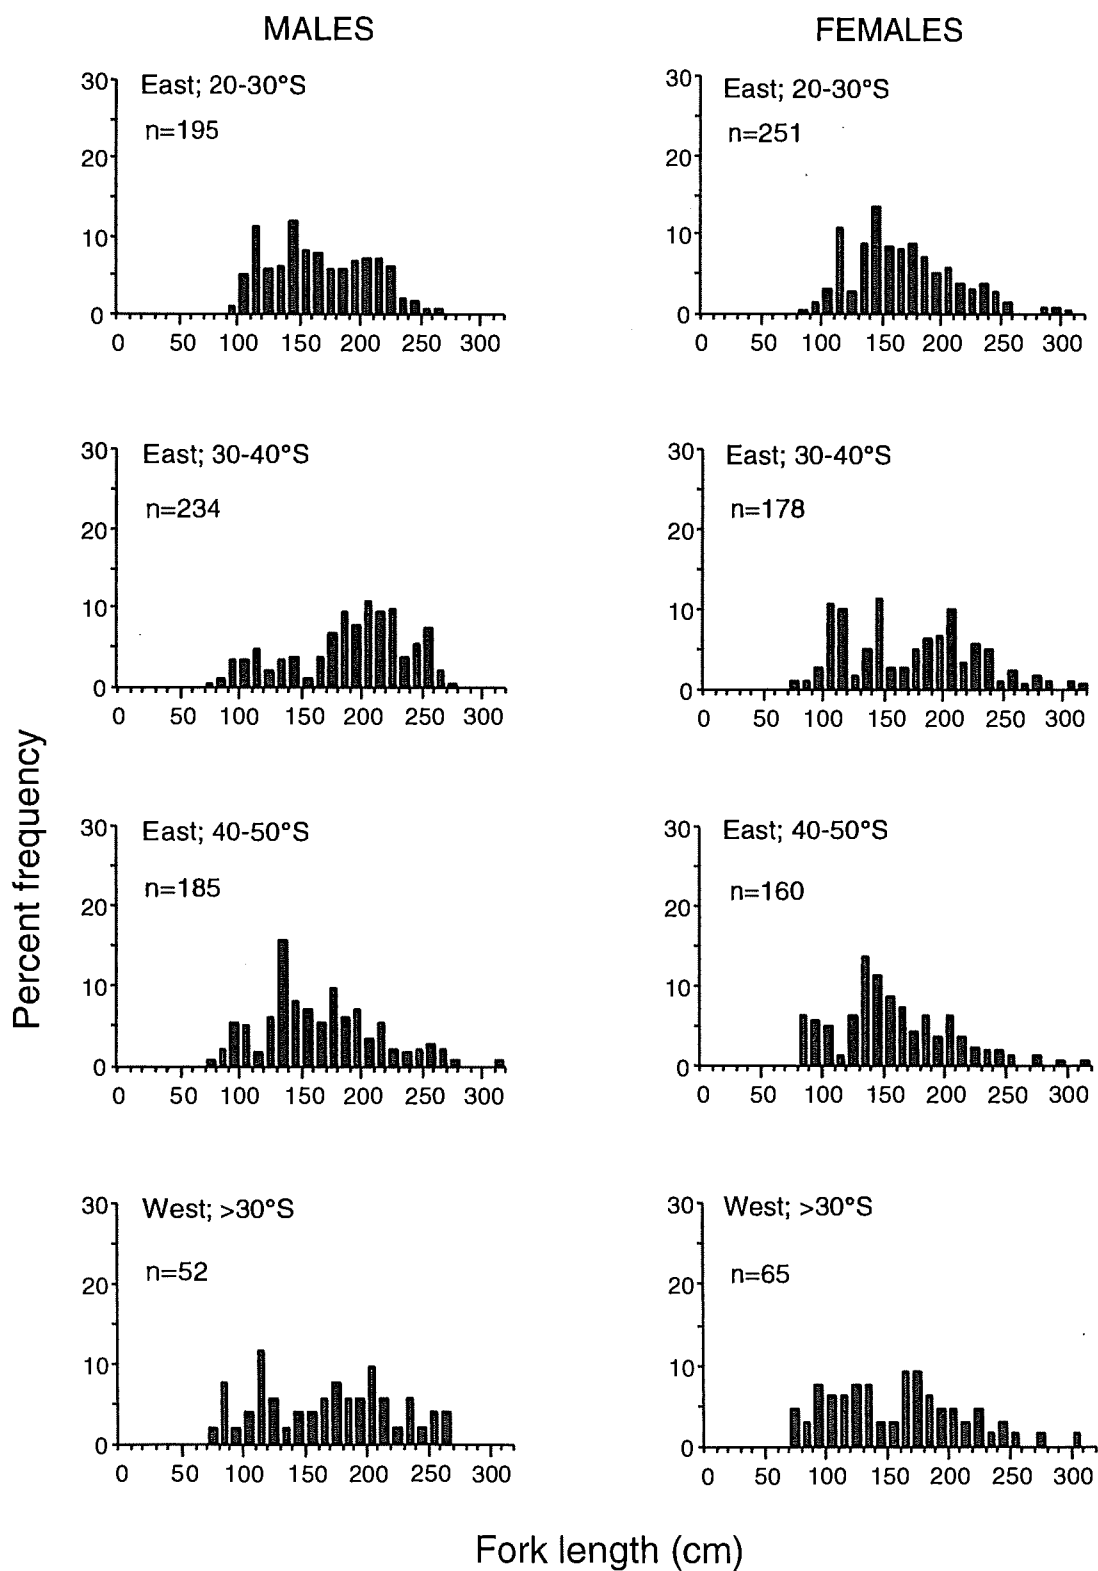 MALES
FEMALES
East; 20-30°S
n=195
30
20
10
0
0 50 100 150 200 250 300
East; 20-30°S
n=251
30
20
10
0
0 50 100 150 200 250 300
East; 30-40°S
n=234
30
20
10
0
0 50 100 150 200 250 300
East; 30-40°S
n=178
30
20
10
0
0 50 100 150 200 250 300
Percent frequency
East; 40-50°S
n=185
30
20
10
0
0 50 100 150 200 250 300
East; 40-50°S
n=160
30
20
10
0
0 50 100 150 200 250 300
West; >30°S
n=52
30
20
10
0
0 50 100 150 200 250 300
West; >30°S
n=65
30
20
10
0
0 50 100 150 200 250 300
Fork length (cm)